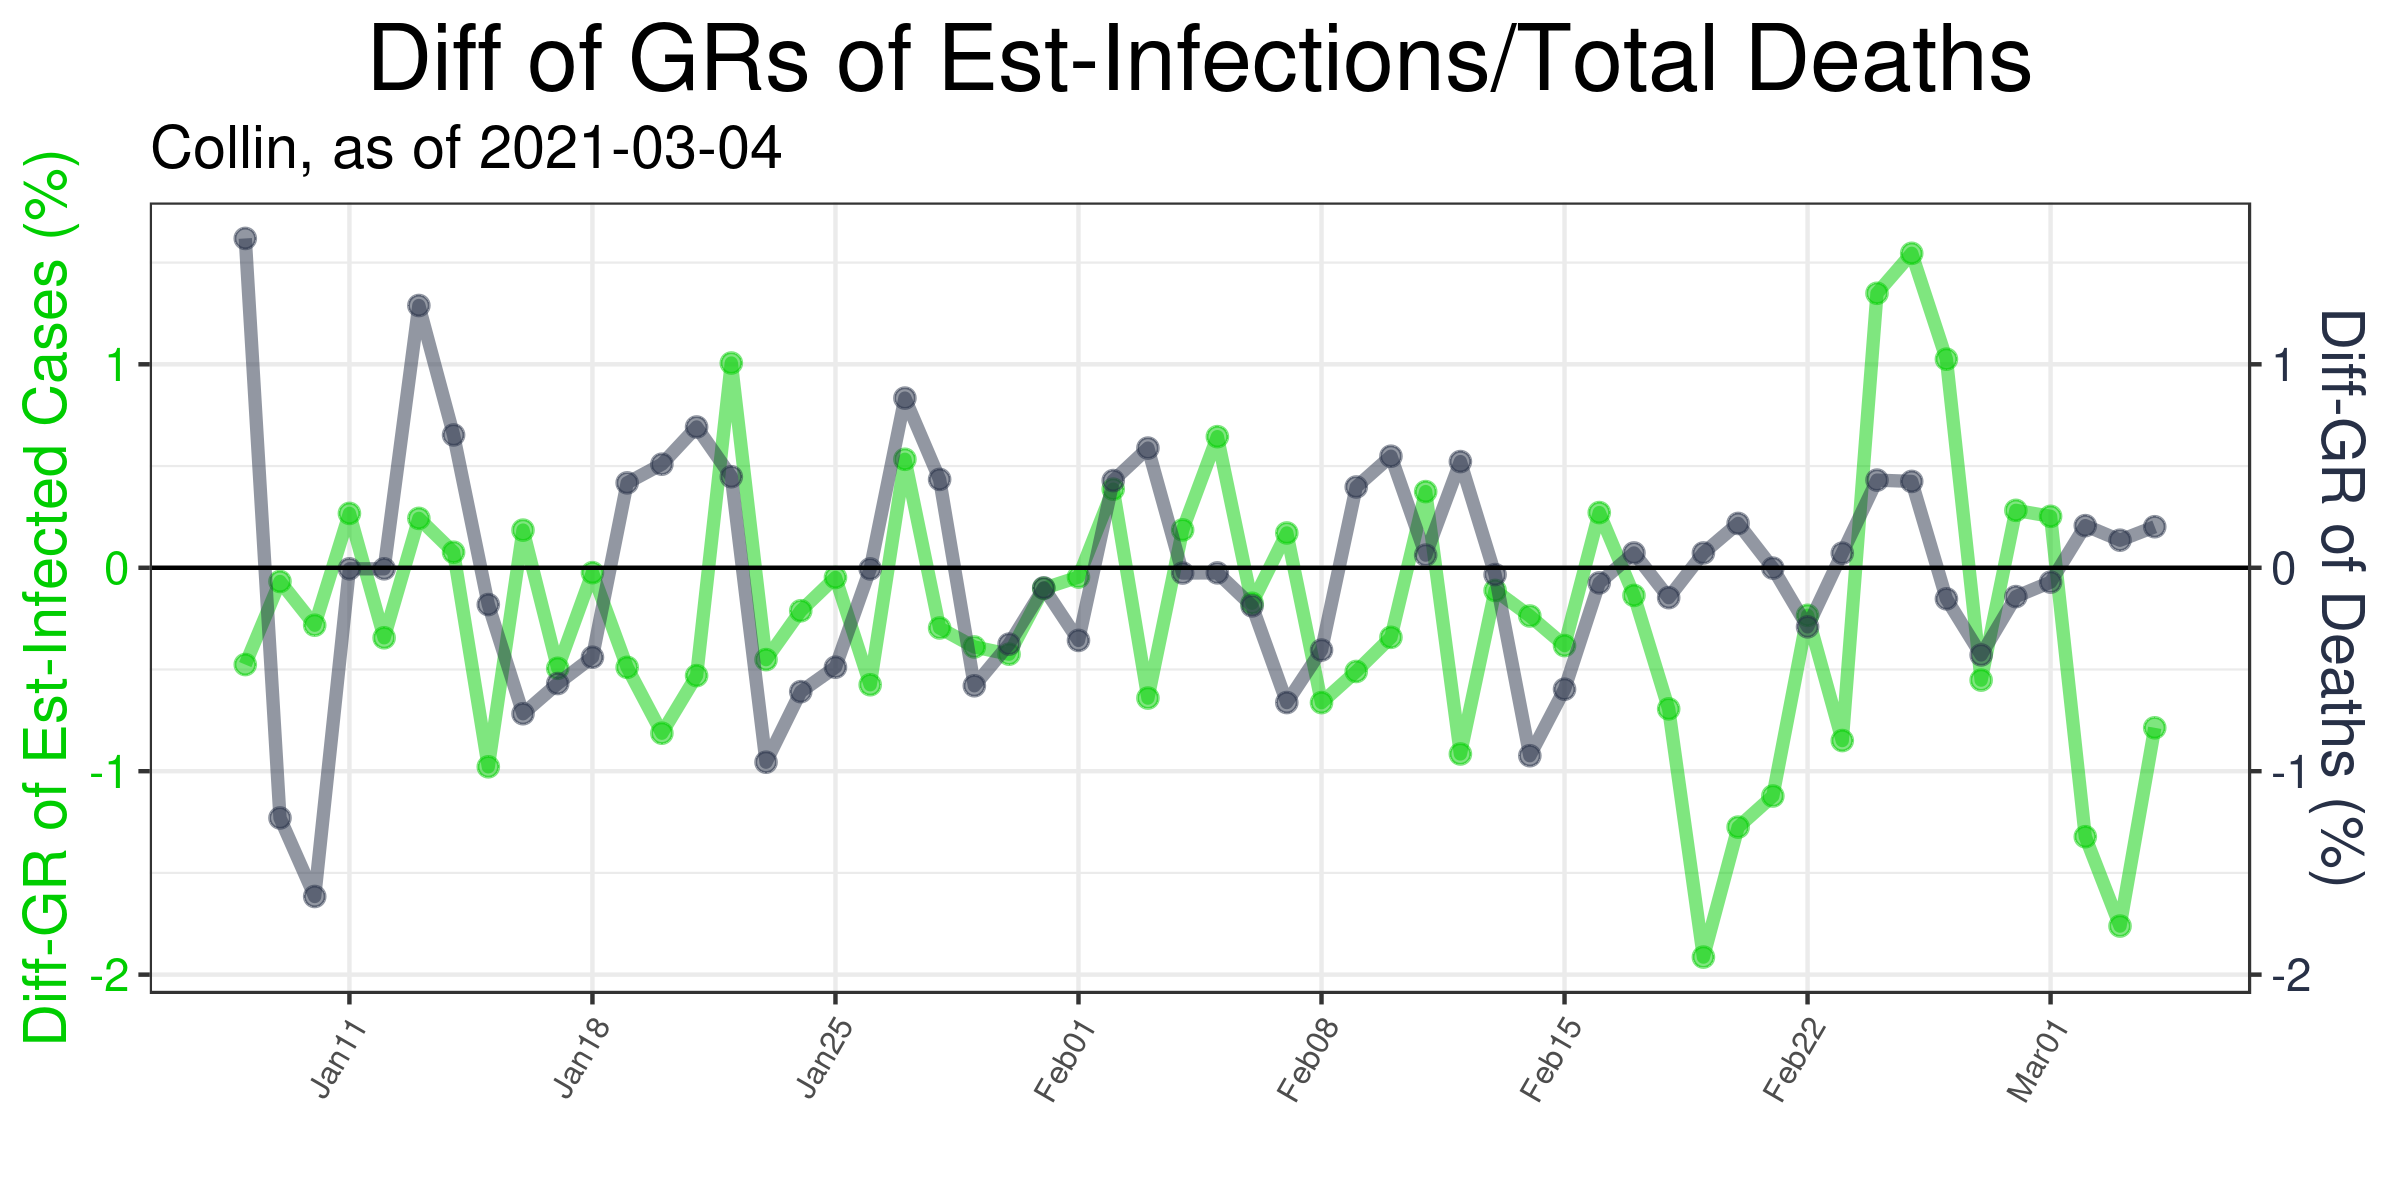 Diff of GRs of Est-Infections/Total Deaths
Collin, as of 2021-03-04
Diff-GR of Est-Infected Cases (%)
1
0
-1
-2
1
0
-1
-2
Diff-GR of Deaths (%)
Jan11
Jan18
Jan25
Feb01
Feb08
Feb15
Feb22
Mar01